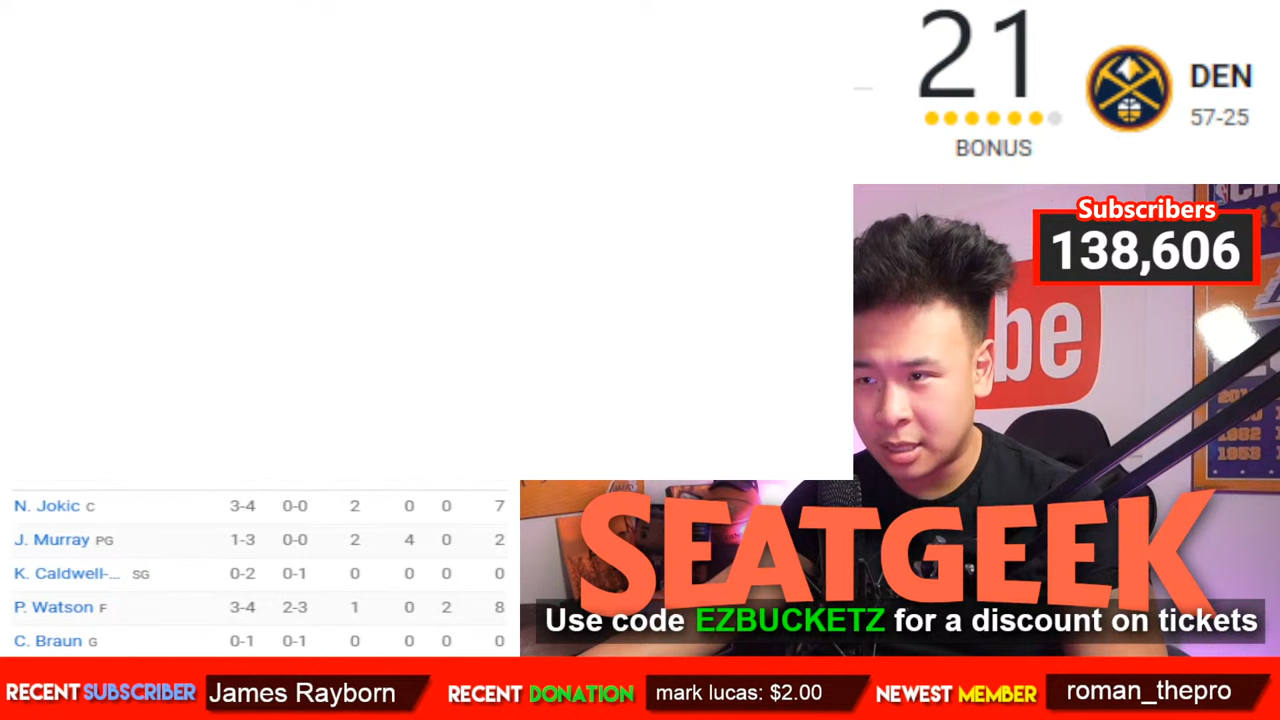 21
DEN
57-25
BONUS
Subscribers
138,606
be
N. Jokic C 3-4 0-0 2 0 0 7
J. Murray PG 1-3 0-0 2 4 0 2
K. Caldwell-... SG 0-2 0-1 0 0 0 0
P. Watson F 3-4 2-3 1 0 2 8
C. Braun G 0-1 0-1 0 0 0 0
SEATGEEK
Use code EZBUCKETZ for a discount on tickets
RECENT SUBSCRIBER James Rayborn RECENT DONATION mark lucas: $2.00 NEWEST MEMBER roman_thepro